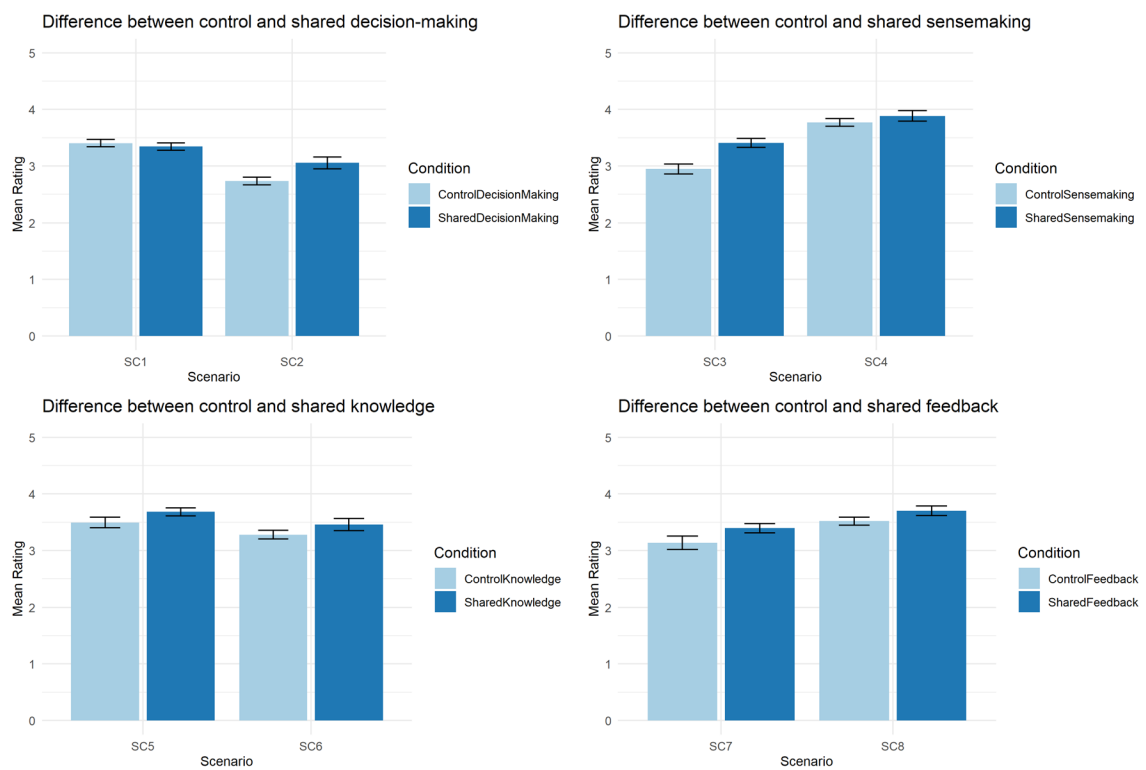 Difference between control and shared decision-making
5
4
3
2
1
0
Mean Rating
SC1 SC2
Scenario
Condition
ControlDecisionMaking
SharedDecisionMaking
Difference between control and shared sensemaking
5
4
3
2
1
0
Mean Rating
SC3 SC4
Scenario
Condition
ControlSensemaking
SharedSensemaking
Difference between control and shared knowledge
5
4
3
2
1
0
Mean Rating
SC5 SC6
Scenario
Condition
ControlKnowledge
SharedKnowledge
Difference between control and shared feedback
5
4
3
2
1
0
Mean Rating
SC7 SC8
Scenario
Condition
ControlFeedback
SharedFeedback